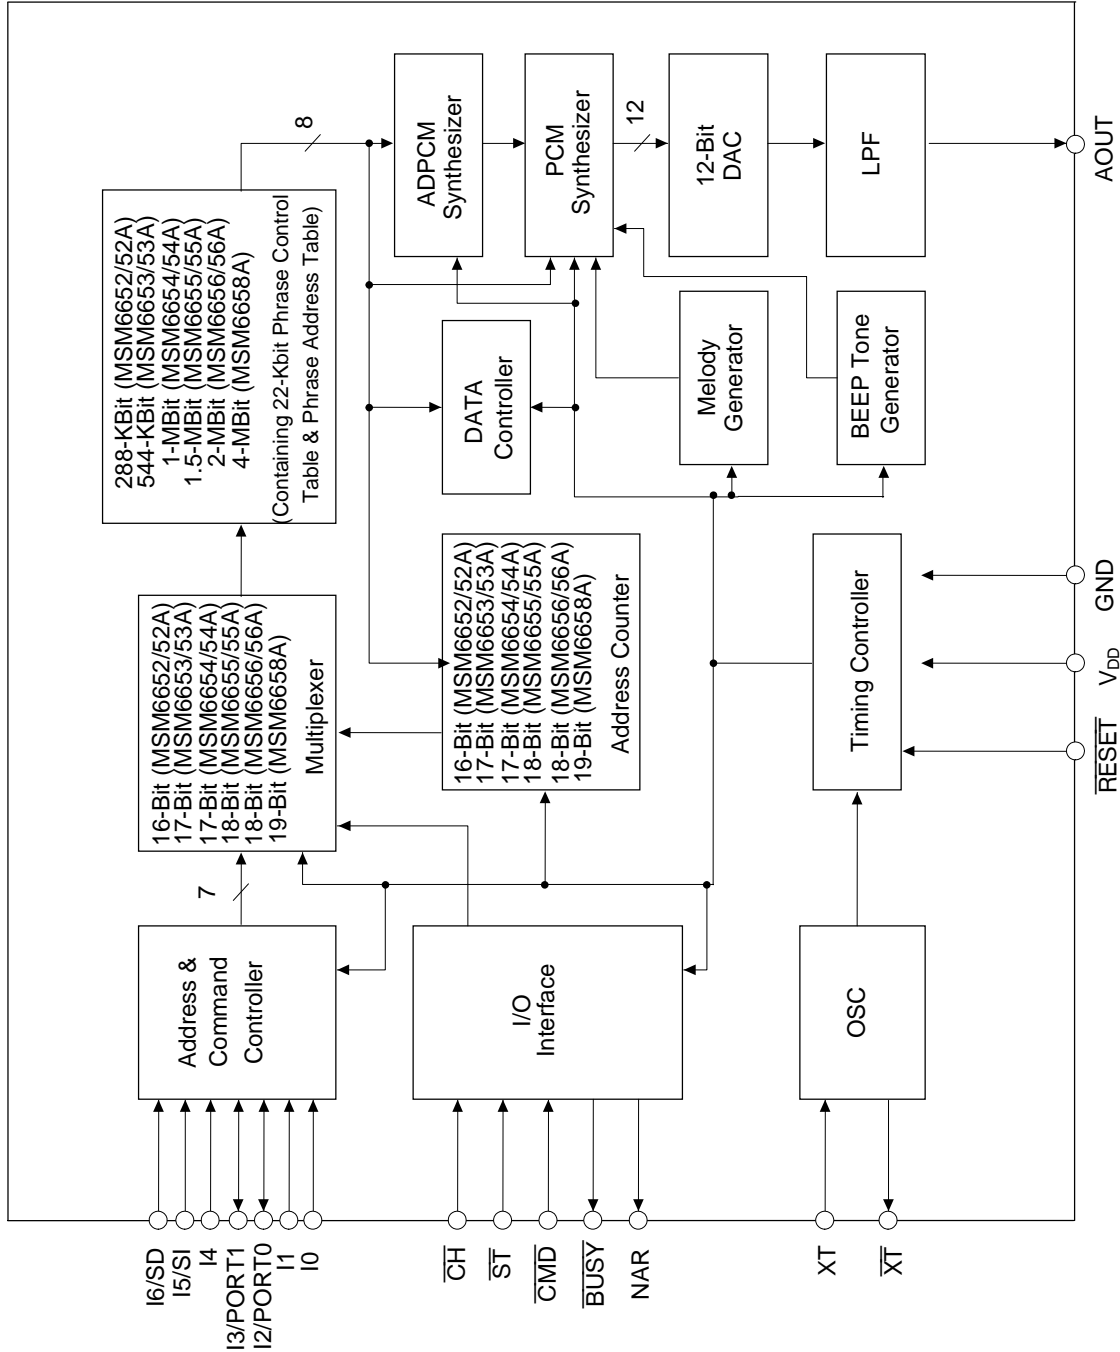 I6/SD
I5/SI
I4
I3/PORT1
I2/PORT0
I1
I0
Address &
Command
Controller
7
16-Bit (MSM6652/52A)
17-Bit (MSM6653/53A)
17-Bit (MSM6654/54A)
18-Bit (MSM6655/55A)
18-Bit (MSM6656/56A)
19-Bit (MSM6658A)
Multiplexer
288-KBit (MSM6652/52A)
544-KBit (MSM6653/53A)
1-MBit (MSM6654/54A)
1.5-MBit (MSM6655/55A)
2-MBit (MSM6656/56A)
4-MBit (MSM6658A)
(Containing 22-Kbit Phrase Control
Table & Phrase Address Table)
8
CH
ST
CMD
BUSY
NAR
I/O
Interface
16-Bit (MSM6652/52A)
17-Bit (MSM6653/53A)
17-Bit (MSM6654/54A)
18-Bit (MSM6655/55A)
18-Bit (MSM6656/56A)
19-Bit (MSM6658A)
Address Counter
DATA
Controller
ADPCM
Synthesizer
PCM
Synthesizer
12
12-Bit
DAC
LPF
Melody
Generator
BEEP Tone
Generator
XT
XT
OSC
Timing Controller
RESET
VDD
GND
AOUT